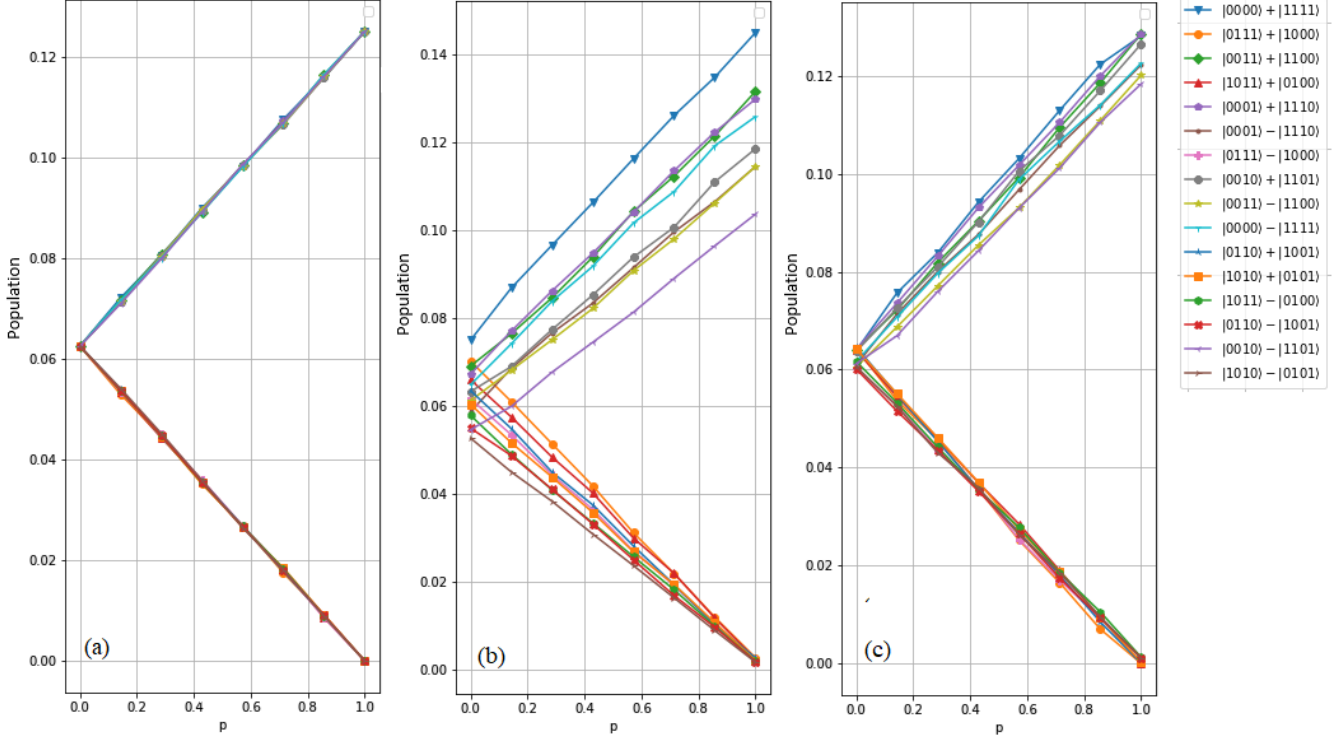 0.12
0.10
0.08
0.06
0.04
0.02
0.00
Population
0.0 0.2 0.4 0.6 0.8 1.0
p
(a)
0.14
0.12
0.10
0.08
0.06
0.04
0.02
0.00
Population
0.0 0.2 0.4 0.6 0.8 1.0
p
(b)
0.12
0.10
0.08
0.06
0.04
0.02
0.00
Population
0.0 0.2 0.4 0.6 0.8 1.0
p
(c)
|0000⟩ + |1111⟩
|0111⟩ + |1000⟩
|0011⟩ + |1100⟩
|1011⟩ + |0100⟩
|0001⟩ + |1110⟩
|0001⟩ − |1110⟩
|0111⟩ − |1000⟩
|0010⟩ + |1101⟩
|0011⟩ − |1100⟩
|0000⟩ − |1111⟩
|0110⟩ + |1001⟩
|1010⟩ + |0101⟩
|1011⟩ − |0100⟩
|0110⟩ − |1001⟩
|0010⟩ − |1101⟩
|1010⟩ − |0101⟩